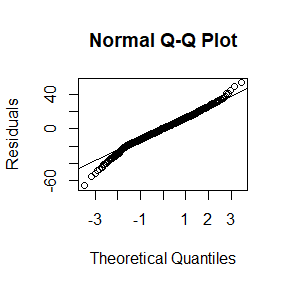 Normal Q-Q Plot
Residuals
40
0
-60
-3
-1
1
2
3
Theoretical Quantiles